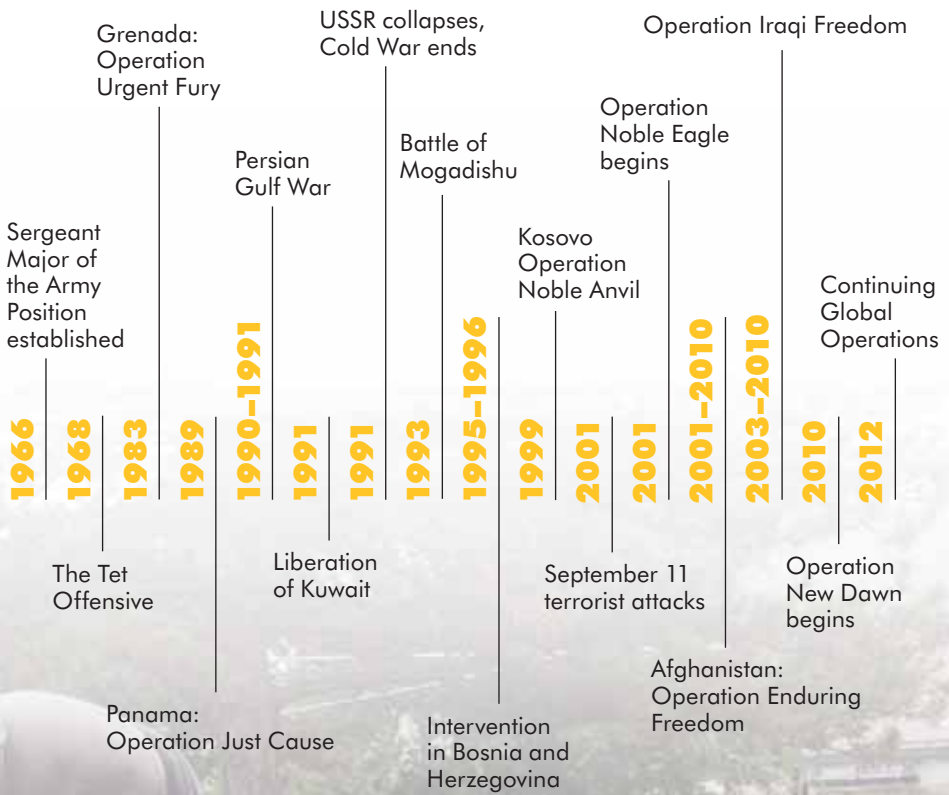 1966
Sergeant
Major of
the Army
Position
established
1968
The Tet
Offensive
1983
Grenada:
Operation
Urgent Fury
1989
Panama:
Operation Just Cause
1990–1991
Persian
Gulf War
1991
Liberation
of Kuwait
1991
USSR collapses,
Cold War ends
1993
Battle of
Mogadishu
1995–1996
Intervention
in Bosnia and
Herzegovina
1999
Kosovo
Operation
Noble Anvil
2001
September 11
terrorist attacks
2001
Operation
Noble Eagle
begins
2001–2010
Afghanistan:
Operation Enduring
Freedom
2003–2010
Operation Iraqi Freedom
2010
Operation
New Dawn
begins
2012
Continuing
Global
Operations